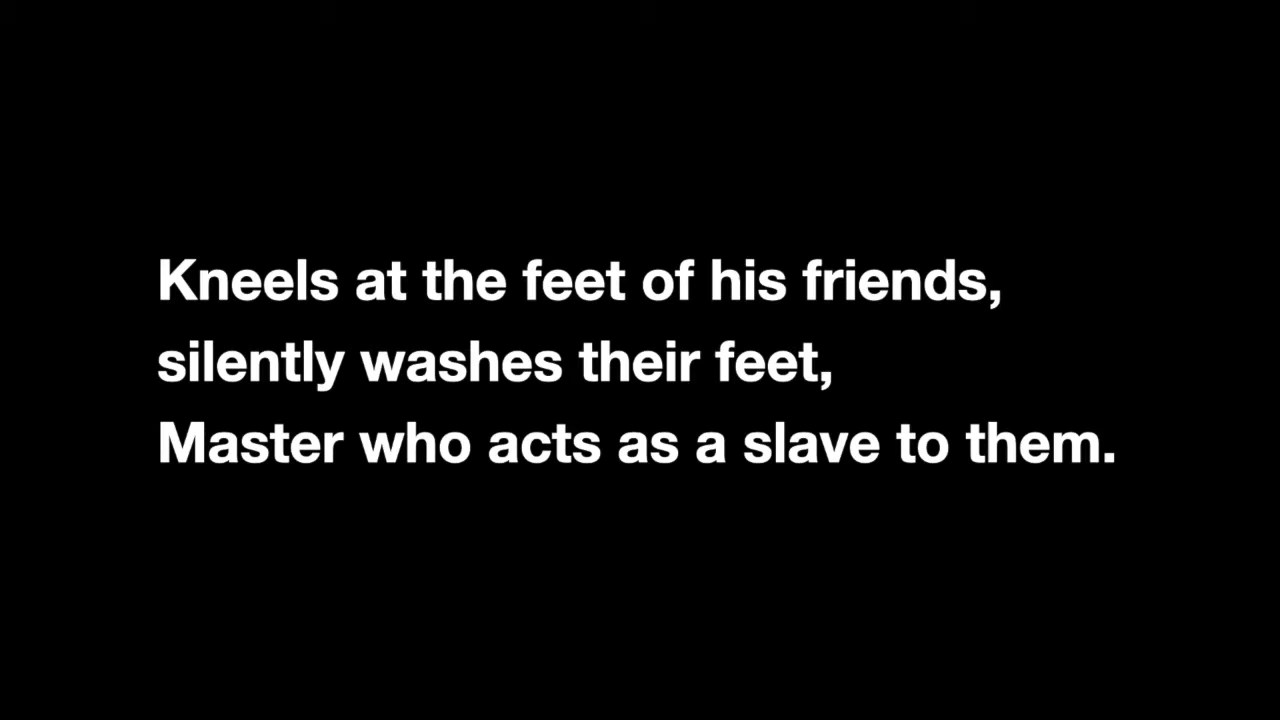 Kneels at the feet of his friends,
silently washes their feet,
Master who acts as a slave to them.